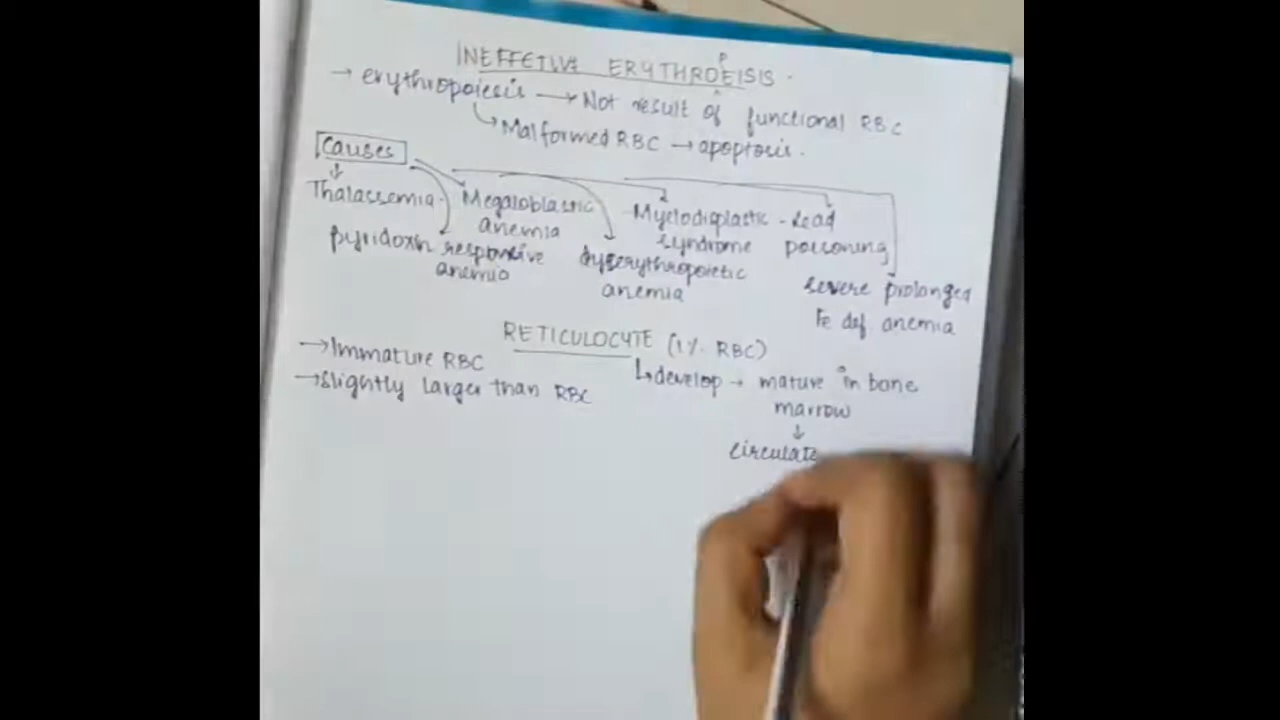 INEFFETIVE ERYTHROPEISIS.
→ erythropoiesis → Not result of functional RBC
↳ Malformed RBC → apoptosis.
Causes
Thalassemia
Megaloblastic
anemia
Myelodisplastic
syndrome
- Lead
poisoning
pyridoxin responsive
anemia
dyserythropoietic
anemia
severe prolonged
Fe def anemia
RETICULOCYTE (1% RBC)
→ Immature RBC
→ Slightly larger than RBC
↳ develop → mature in bone
marrow
↓
circulate